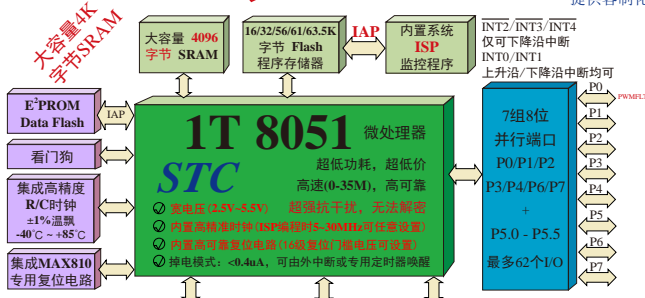 大容量4K
字节SRAM
大容量 4096
字节 SRAM
16/32/56/61/63.5K
字节 Flash
程序存储器
IAP
内置系统
ISP
监控程序
INT2/INT3/INT4
仅可下降沿中断
INT0/INT1
上升沿/下降沿中断均可
E²PROM
Data Flash
IAP
看门狗
集成高精度
R/C时钟
±1%温飘
-40℃ ~ +85℃
集成MAX810
专用复位电路
1T 8051 微处理器
STC
超低功耗，超低价
高速(0-35M)，高可靠
宽电压(2.5V~5.5V) 超强抗干扰，无法解密
内置高精准时钟(ISP编程时5~30MHz可任意设置)
内置高可靠复位电路(16级复位门槛电压可设置)
掉电模式：<0.4uA，可由外中断或专用定时器唤醒
7组8位
并行端口
P0/P1/P2
P3/P4/P6/P7
+
P5.0 - P5.5
最多62个I/O
P0
PWMFLT
P1
P2
P3
P4
P5
P6
P7